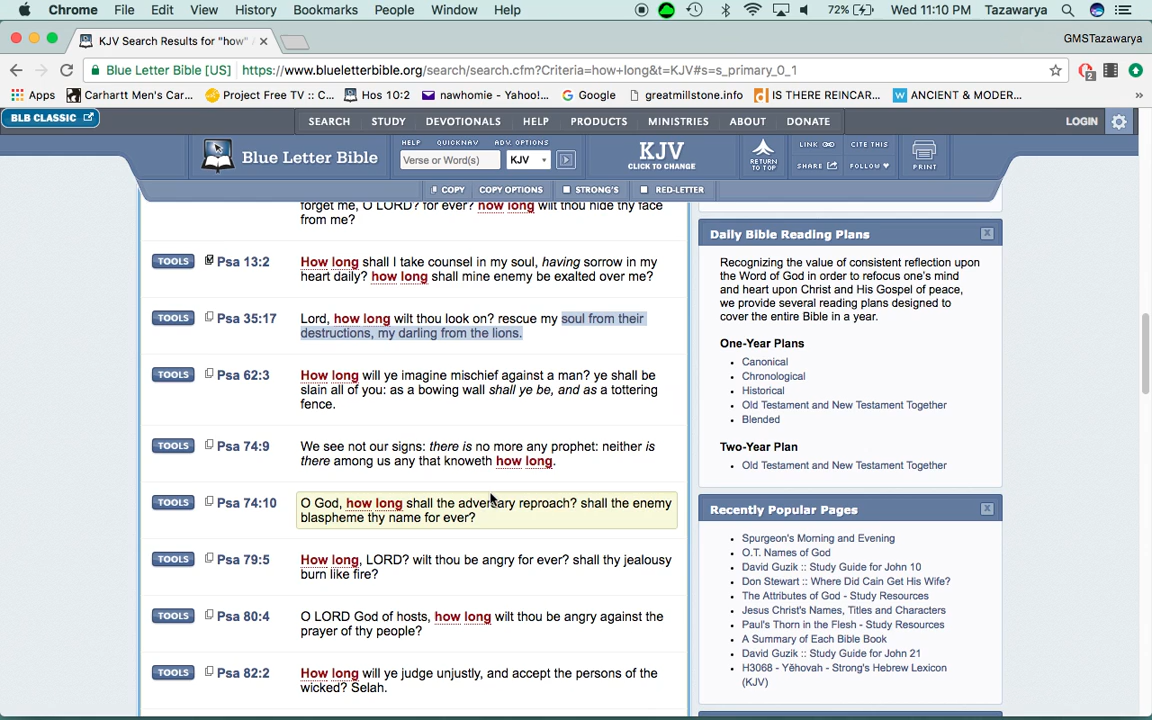 Chrome File Edit View History Bookmarks People Window Help 72% Wed 11:10 PM Tazawarya
KJV Search Results for "how" GMSTazawarya
Blue Letter Bible [US] https://www.blueletterbible.org/search/search.cfm?Criteria=how+long&t=KJV#s=s_primary_0_1 2
Apps Carhartt Men's Car... Project Free TV :: C... Hos 10:2 nawhomie - Yahoo!... Google greatmillstone.info IS THERE REINCAR... ANCIENT & MODER... »
BLB CLASSIC SEARCH STUDY DEVOTIONALS HELP PRODUCTS MINISTRIES ABOUT DONATE LOGIN
HELP QUICKNAV ADV. OPTIONS
Blue Letter Bible Verse or Word(s) KJV KJV CLICK TO CHANGE RETURN TO TOP LINK CITE THIS SHARE FOLLOW PRINT
COPY COPY OPTIONS STRONG'S RED-LETTER
forget me, O LORD? for ever? how long wilt thou hide thy face
from me?
TOOLS Psa 13:2 How long shall I take counsel in my soul, having sorrow in my
heart daily? how long shall mine enemy be exalted over me?
TOOLS Psa 35:17 Lord, how long wilt thou look on? rescue my soul from their
destructions, my darling from the lions.
TOOLS Psa 62:3 How long will ye imagine mischief against a man? ye shall be
slain all of you: as a bowing wall shall ye be, and as a tottering
fence.
TOOLS Psa 74:9 We see not our signs: there is no more any prophet: neither is
there among us any that knoweth how long.
TOOLS Psa 74:10 O God, how long shall the adversary reproach? shall the enemy
blaspheme thy name for ever?
TOOLS Psa 79:5 How long, LORD? wilt thou be angry for ever? shall thy jealousy
burn like fire?
TOOLS Psa 80:4 O LORD God of hosts, how long wilt thou be angry against the
prayer of thy people?
TOOLS Psa 82:2 How long will ye judge unjustly, and accept the persons of the
wicked? Selah.
Daily Bible Reading Plans X
Recognizing the value of consistent reflection upon
the Word of God in order to refocus one's mind
and heart upon Christ and His Gospel of peace,
we provide several reading plans designed to
cover the entire Bible in a year.
One-Year Plans
Canonical
Chronological
Historical
Old Testament and New Testament Together
Blended
Two-Year Plan
Old Testament and New Testament Together
Recently Popular Pages X
Spurgeon's Morning and Evening
O.T. Names of God
David Guzik :: Study Guide for John 10
Don Stewart :: Where Did Cain Get His Wife?
The Attributes of God - Study Resources
Jesus Christ's Names, Titles and Characters
Paul's Thorn in the Flesh - Study Resources
A Summary of Each Bible Book
David Guzik :: Study Guide for John 21
H3068 - Yĕhovah - Strong's Hebrew Lexicon
(KJV)